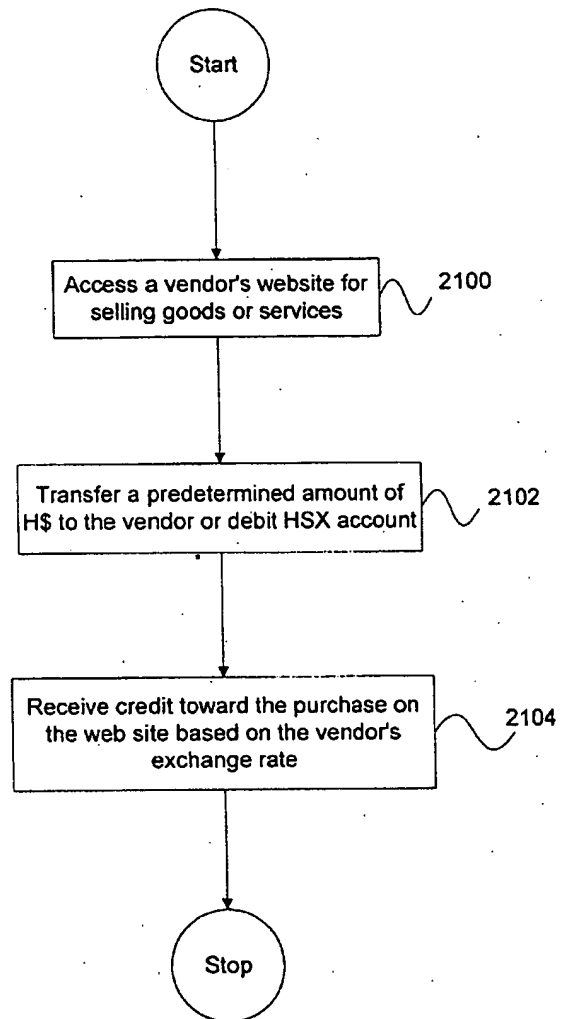 Start
Access a vendor's website for
selling goods or services
2100
Transfer a predetermined amount of
H$ to the vendor or debit HSX account
2102
Receive credit toward the purchase on
the web site based on the vendor's
exchange rate
2104
Stop